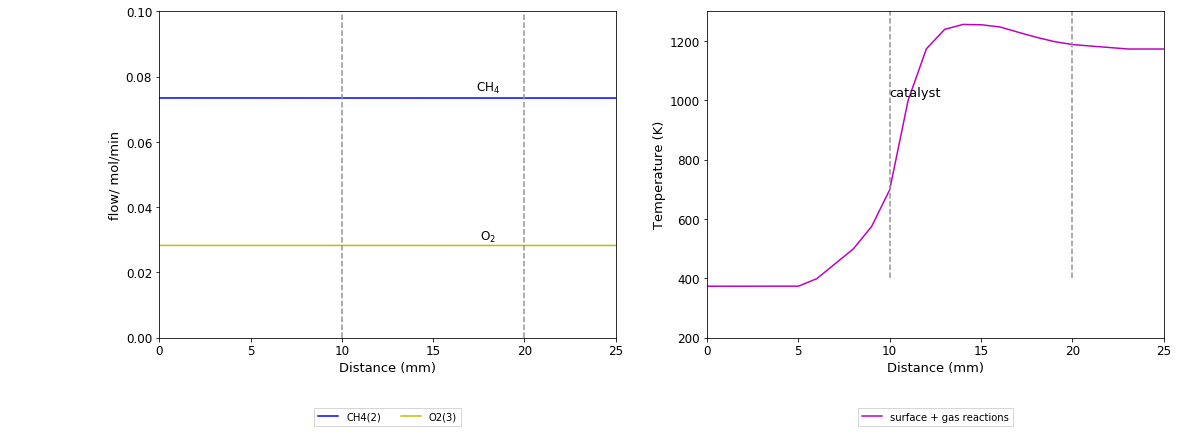 0.10
0.08
0.06
0.04
0.02
0.00
flow/ mol/min
CH₄
O₂
0 5 10 15 20 25
Distance (mm)
CH4(2) O2(3)
1200
1000
800
600
400
200
Temperature (K)
catalyst
0 5 10 15 20 25
Distance (mm)
surface + gas reactions